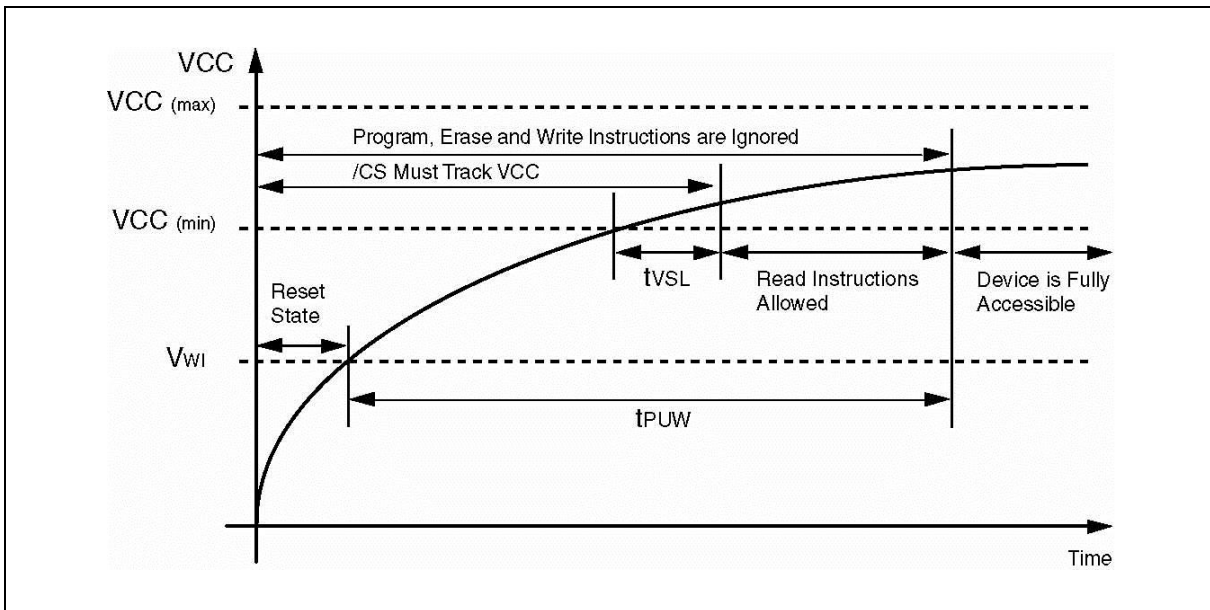 VCC
VCC (max)
Program, Erase and Write Instructions are Ignored
/CS Must Track VCC
VCC (min)
tVSL
Read Instructions
Allowed
Device is Fully
Accessible
Reset
State
VWI
tPUW
Time